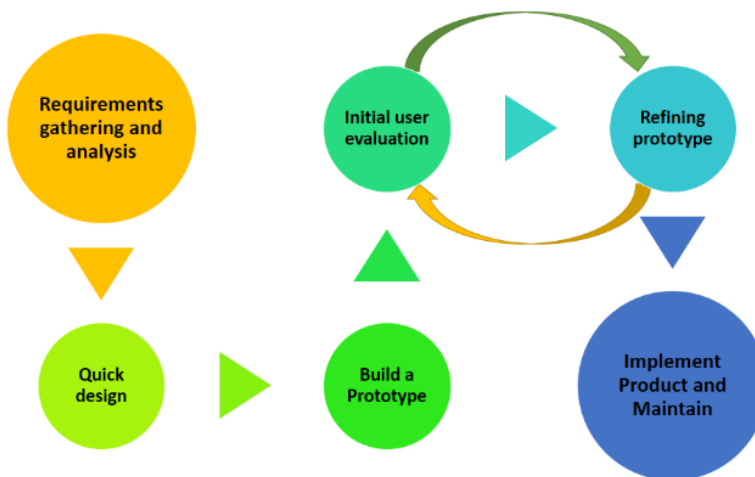 Requirements
gathering and
analysis
Quick
design
Build a
Prototype
Initial user
evaluation
Refining
prototype
Implement
Product and
Maintain